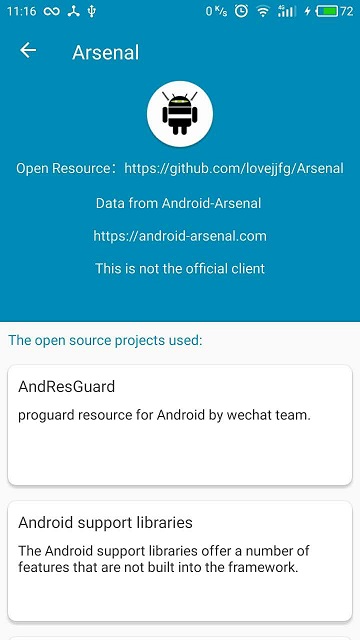 11:16
0 K/s
4G
72
Arsenal
Open Resource：https://github.com/lovejjfg/Arsenal
Data from Android-Arsenal
https://android-arsenal.com
This is not the official client
The open source projects used:
AndResGuard
proguard resource for Android by wechat team.
Android support libraries
The Android support libraries offer a number of
features that are not built into the framework.